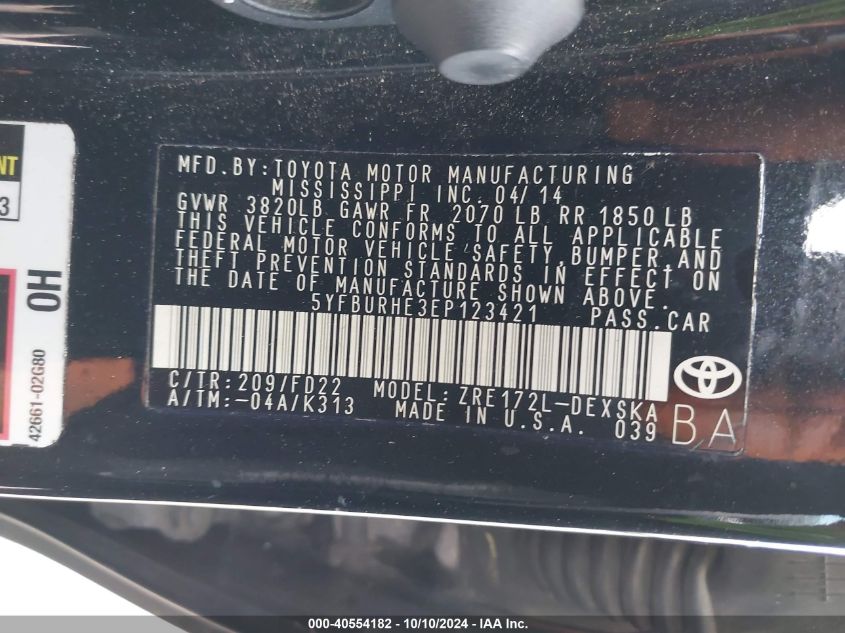 NT
3
OH
42661-02G80
MFD.BY:TOYOTA MOTOR MANUFACTURING
MISSISSIPPI INC. 04/14
GVWR 3820LB GAWR FR 2070 LB RR 1850 LB
THIS VEHICLE CONFORMS TO ALL APPLICABLE
FEDERAL MOTOR VEHICLE SAFETY,BUMPER,AND
THEFT PREVENTION STANDARDS IN EFFECT ON
THE DATE OF MANUFACTURE SHOWN ABOVE.
5YFBURHE3EP123421 PASS.CAR
C/TR:209/FD22 MODEL:ZRE172L-DEXSKA
A/TM:-04A/K313 MADE IN U.S.A. 039
BA
000-40554182 - 10/10/2024 - IAA Inc.